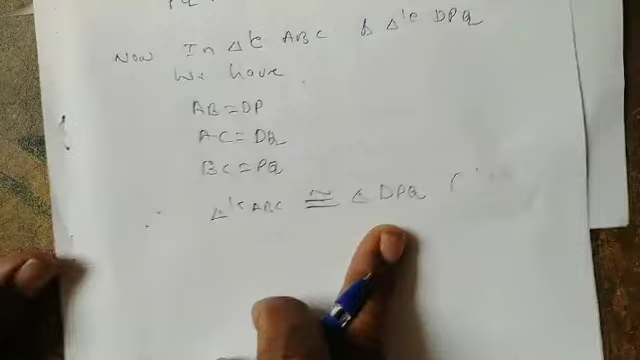 Now In Δ'le ABC & Δ'le DPQ
We have
AB = DP
AC = DQ
BC = PQ
∴ Δ'le ABC ≅ Δ DPQ (